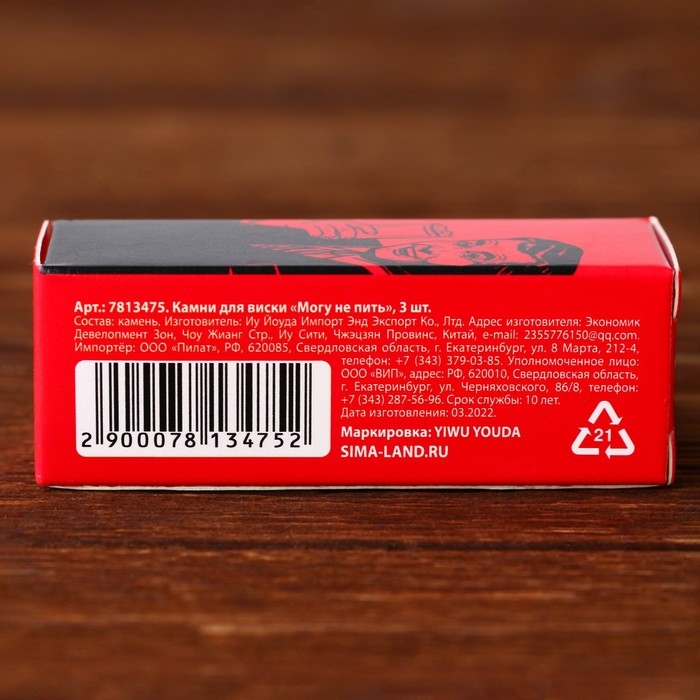 Арт.: 7813475. Камни для виски «Могу не пить», 3 шт.
Состав: камень. Изготовитель: Иу Йоуда Импорт Энд Экспорт Ко., Лтд. Адрес изготовителя: Экономик
Девелопмент Зон, Чоу Жианг Стр., Йу Сити, Чжэцзян Провинс, Китай, e-mail: 2355776150@qq.com.
Импортёр: ООО «Пилат», РФ, 620085, Свердловская область, г. Екатеринбург, ул. 8 Марта, 212-4,
телефон: +7 (343) 379-03-85. Уполномоченное лицо:
ООО «ВИП», адрес: РФ, 620010, Свердловская область,
г. Екатеринбург, ул. Черняховского, 86/8, телефон:
+7 (343) 287-56-96. Срок службы: 10 лет.
Дата изготовления: 03.2022.
Маркировка: YIWU YOUDA
SIMA-LAND.RU
2 900078 134752
21